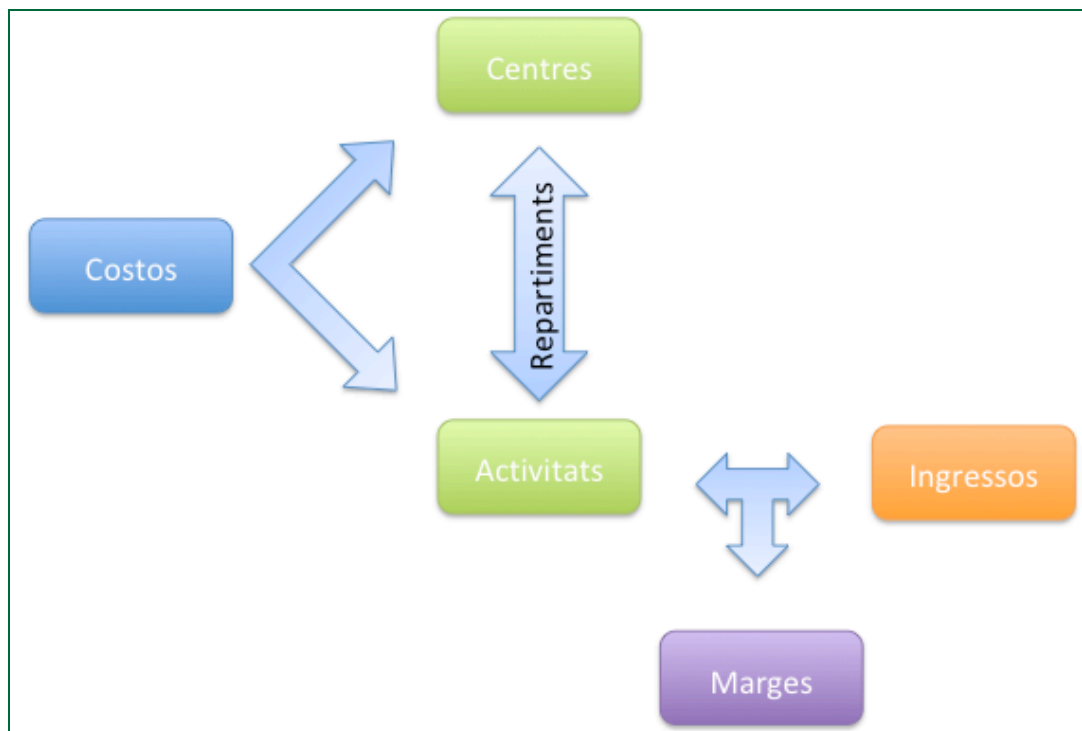 Centres
Costos
Repartiments
Activitats
Ingressos
Marges